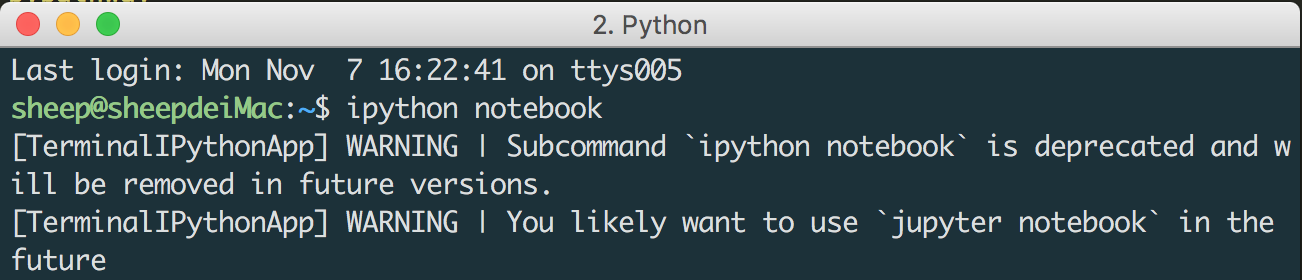 2. Python
Last login: Mon Nov  7 16:22:41 on ttys005
sheep@sheepdeiMac:~$ ipython notebook
[TerminalIPythonApp] WARNING | Subcommand `ipython notebook` is deprecated and w
ill be removed in future versions.
[TerminalIPythonApp] WARNING | You likely want to use `jupyter notebook` in the
future